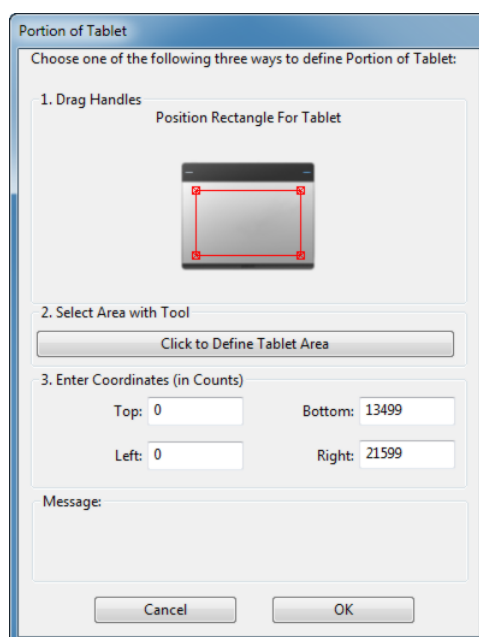 Portion of Tablet
Choose one of the following three ways to define Portion of Tablet:
1. Drag Handles
Position Rectangle For Tablet
2. Select Area with Tool
Click to Define Tablet Area
3. Enter Coordinates (in Counts)
Top: 0 Bottom: 13499
Left: 0 Right: 21599
Message:
Cancel OK